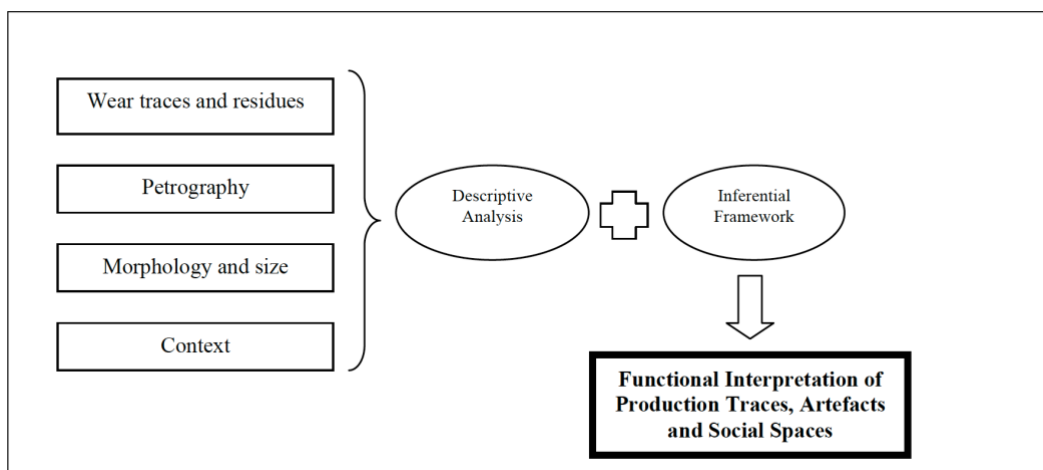 Wear traces and residues
Petrography
Morphology and size
Context
Descriptive
Analysis
Inferential
Framework
Functional Interpretation of
Production Traces, Artefacts
and Social Spaces